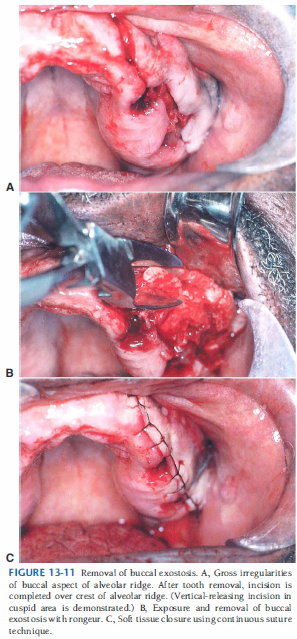 A
B
C
FIGURE 13-11 Removal of buccal exostosis. A, Gross irregularities
of buccal aspect of alveolar ridge. After tooth removal, incision is
completed over crest of alveolar ridge. (Vertical-releasing incision in
cuspid area is demonstrated.) B, Exposure and removal of buccal
exostosis with rongeur. C, Soft tissue closure using continuous suture
technique.